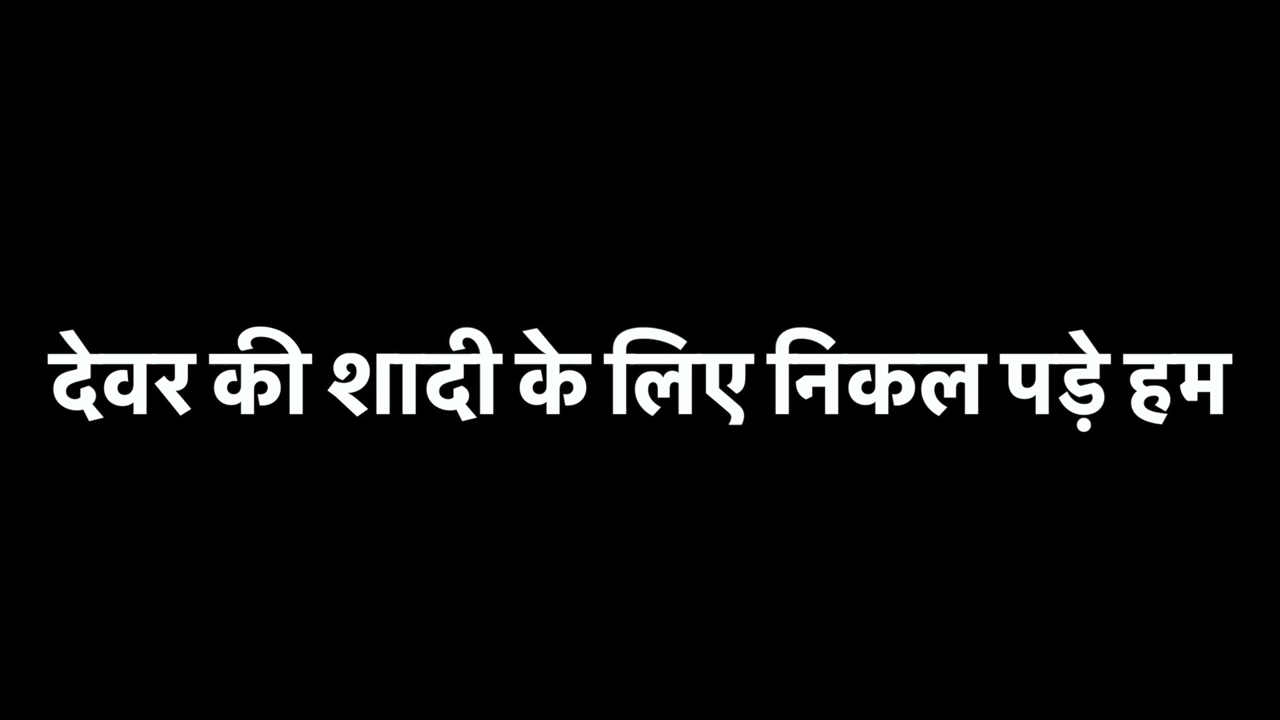 देवर की शादी के लिए निकल पड़े हम